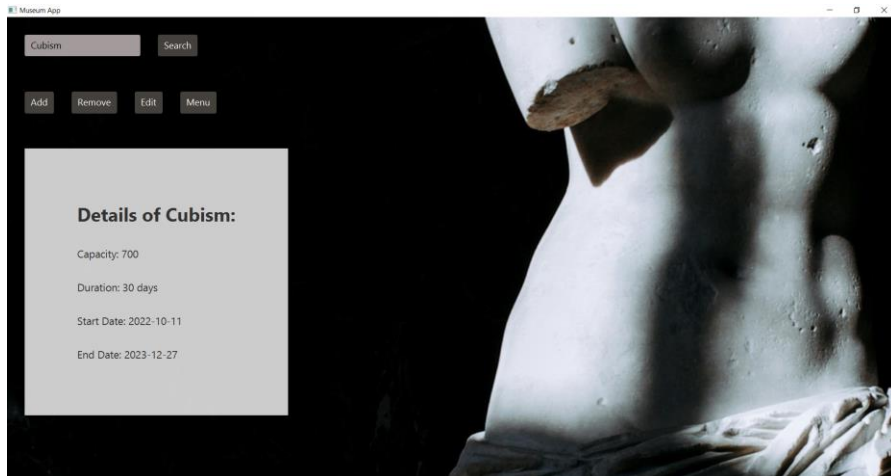 Museum App
Cubism Search
Add Remove Edit Menu
Details of Cubism:
Capacity: 700
Duration: 30 days
Start Date: 2022-10-11
End Date: 2023-12-27